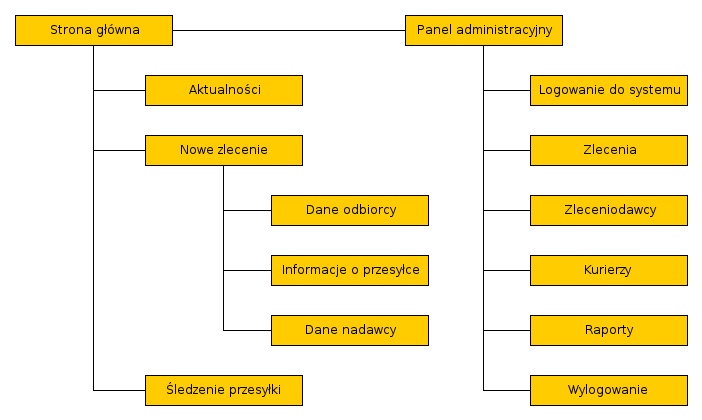 Strona główna
Panel administracyjny
Aktualności
Logowanie do systemu
Nowe zlecenie
Zlecenia
Dane odbiorcy
Zleceniodawcy
Informacje o przesyłce
Kurierzy
Dane nadawcy
Raporty
Śledzenie przesyłki
Wylogowanie